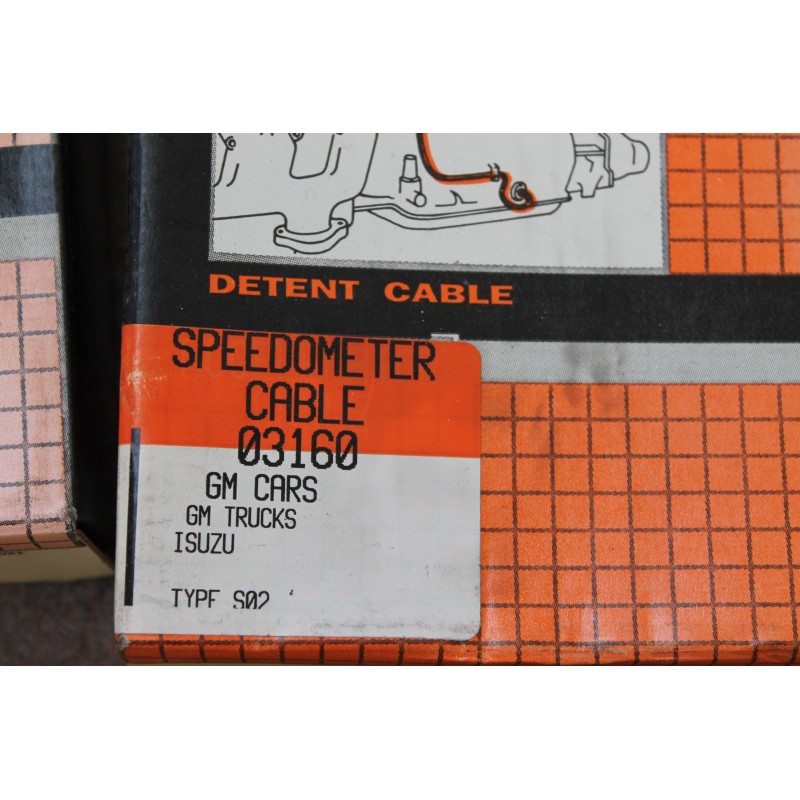 DETENT CABLE
SPEEDOMETER
CABLE
03160
GM CARS
GM TRUCKS
ISUZU
TYPE S02